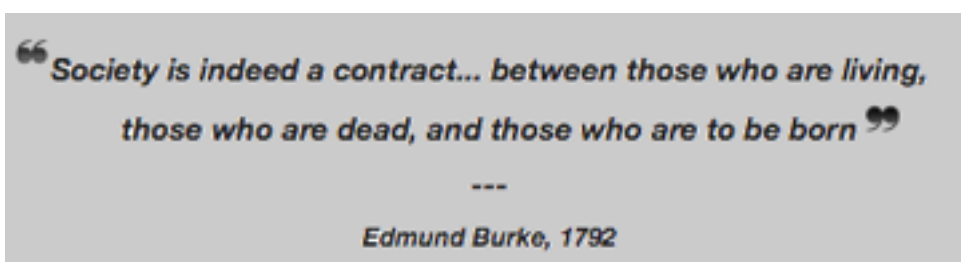 “Society is indeed a contract... between those who are living,
those who are dead, and those who are to be born”
---
Edmund Burke, 1792